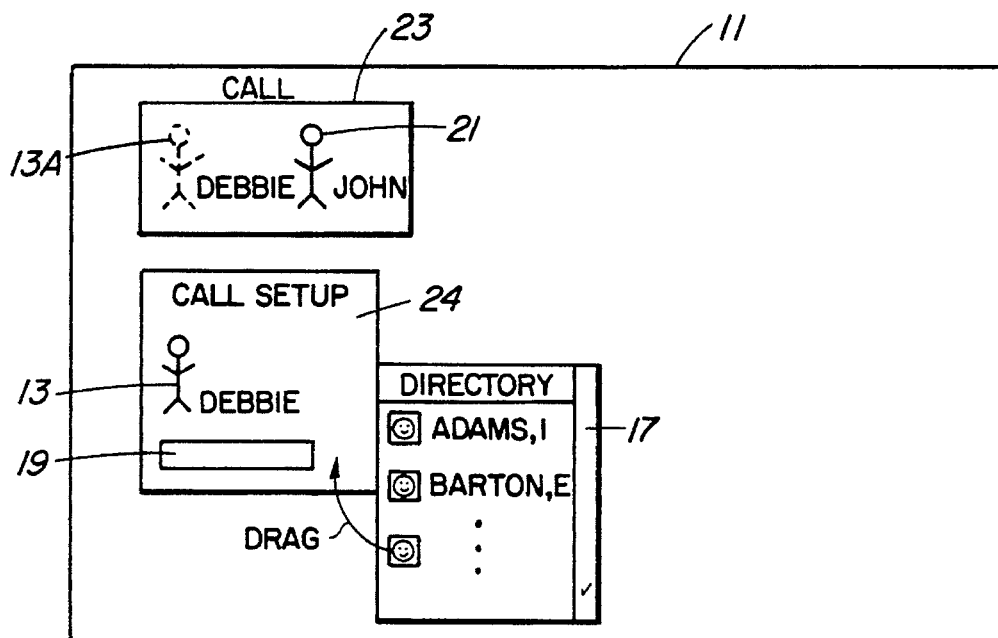 23
11
CALL
21
13A
DEBBIE JOHN
CALL SETUP
24
13
DEBBIE
DIRECTORY
ADAMS,I
17
19
BARTON,E
DRAG